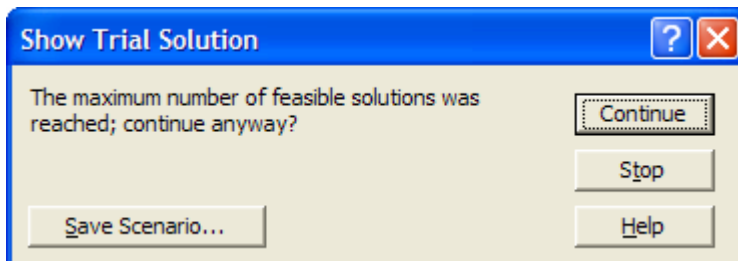 Show Trial Solution
The maximum number of feasible solutions was
reached; continue anyway?
Continue
Stop
Save Scenario...
Help